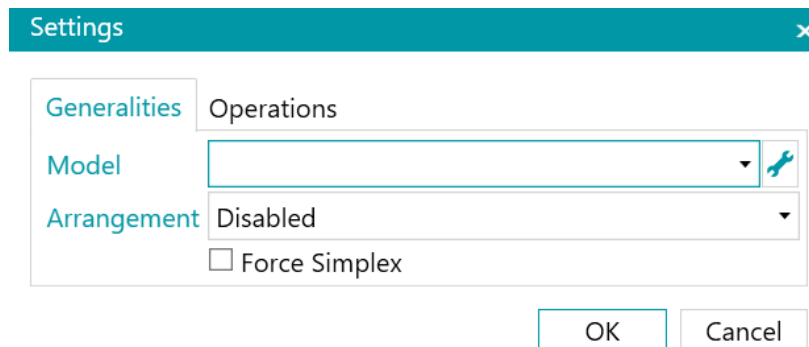 Settings
Generalities Operations
Model
Arrangement Disabled
Force Simplex
OK Cancel